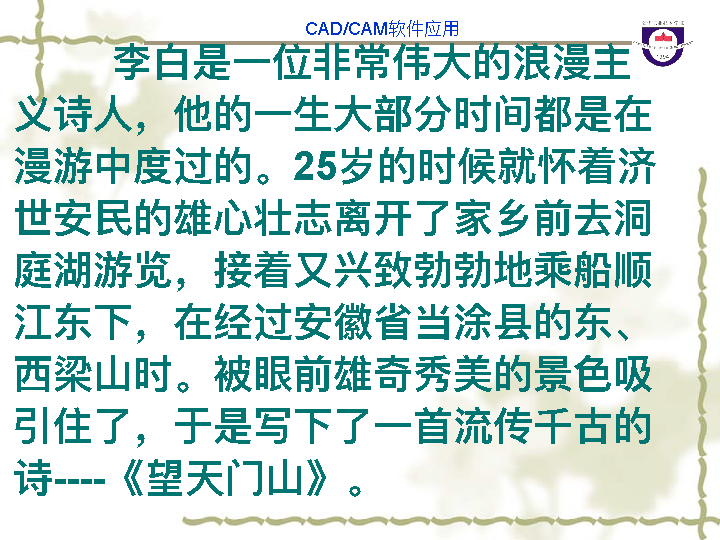 CAD/CAM软件应用
李白是一位非常伟大的浪漫主
义诗人，他的一生大部分时间都是在
漫游中度过的。25岁的时候就怀着济
世安民的雄心壮志离开了家乡前去洞
庭湖游览，接着又兴致勃勃地乘船顺
江东下，在经过安徽省当涂县的东、
西梁山时。被眼前雄奇秀美的景色吸
引住了，于是写下了一首流传千古的
诗----《望天门山》。
1994